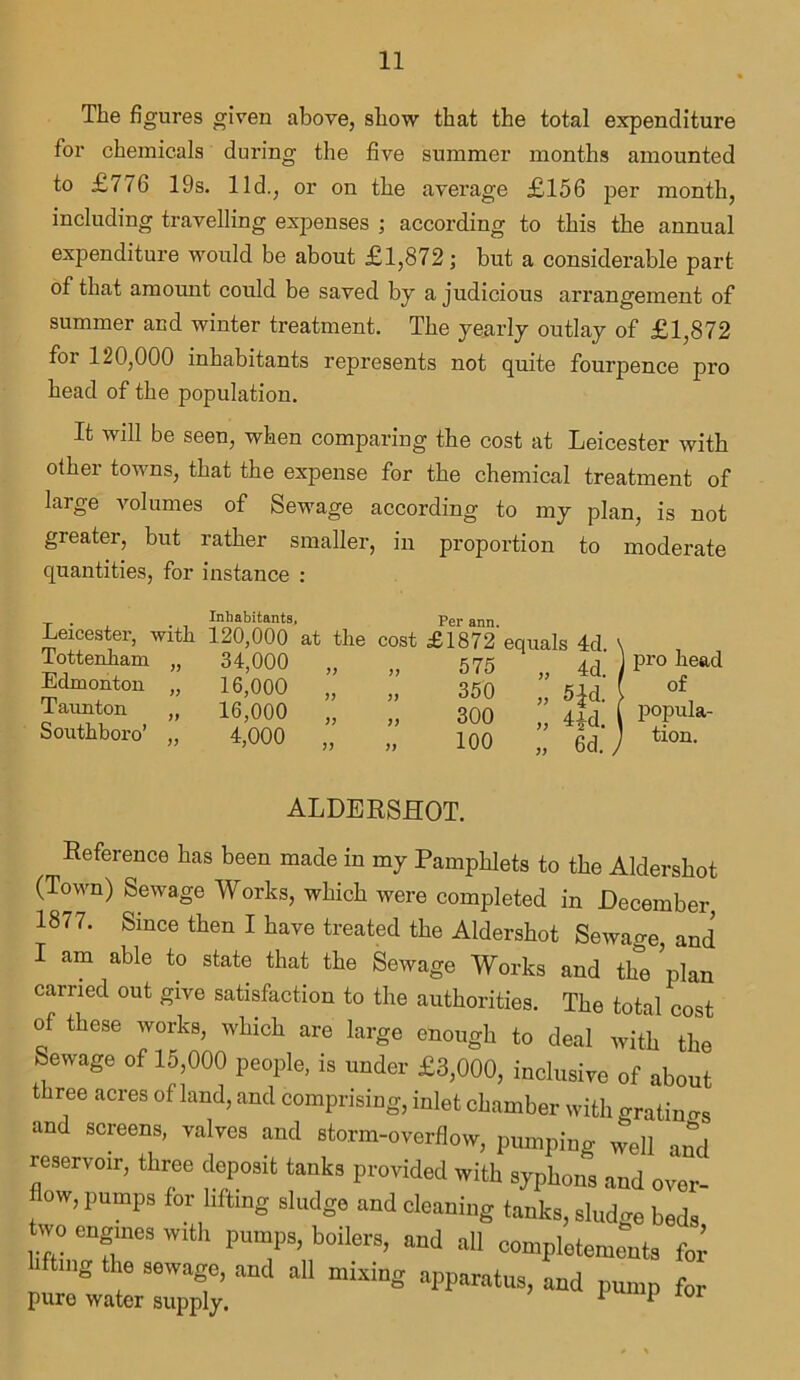 11
The figures given above, show that the total expenditure
for chemicals during the five summer months amounted
to £776 19s. 11d., or on the average £156 per month,
including travelling expenses ; according to this the annual
expenditure would be about £1,872 ; but a considerable part
of that amount could be saved by a judicious arrangement of
summer and winter treatment. The yearly outlay of £1,872
for 120,000 inhabitants represents not quite fourpence pro
head of the population.
It will be seen, when comparing the cost at Leicester with
other towns, that the expense for the chemical treatment of
large volumes of Sewage according to my plan, is not
greater, but rather smaller, in proportion to moderate
quantities, for instance :
Inhabitants, Per ann.
Leicester, with 120,000 at the cost £1872 equals 4d.
Tottenham „ 34,000 „ „ 575 „ 4d. pro head
Edmonton „ 16,000 „ „ 350 „ 5¼d. of
Taunton „ 16,000 „ „ 300 „ 4½d. popula-
Southboro' „ 4,000 „ „ 100 „ 6d. tion.
ALDERSHOT.
Reference has been made in my Pamphlets to the Aldershot
(Town) Sewage Works, which were completed in December,
1877. Since then I have treated the Aldershot Sewage, and
I am able to state that the Sewage Works and the plan
carried out give satisfaction to the authorities. The total cost
of these works, which are large enough to deal with the
Sewage of 15,000 people, is under £3,000, inclusive of about
three acres of land, and comprising, inlet chamber with gratings
and screens, valves and storm-overflow, pumping well and
reservoir, three deposit tanks provided with syphons and over-
flow, pumps for lifting sludge and cleaning tanks, sludge beds,
two engines with pumps, boilers, and all completements for
lifting the sewage, and all mixing apparatus, and pump for
pure water supply.